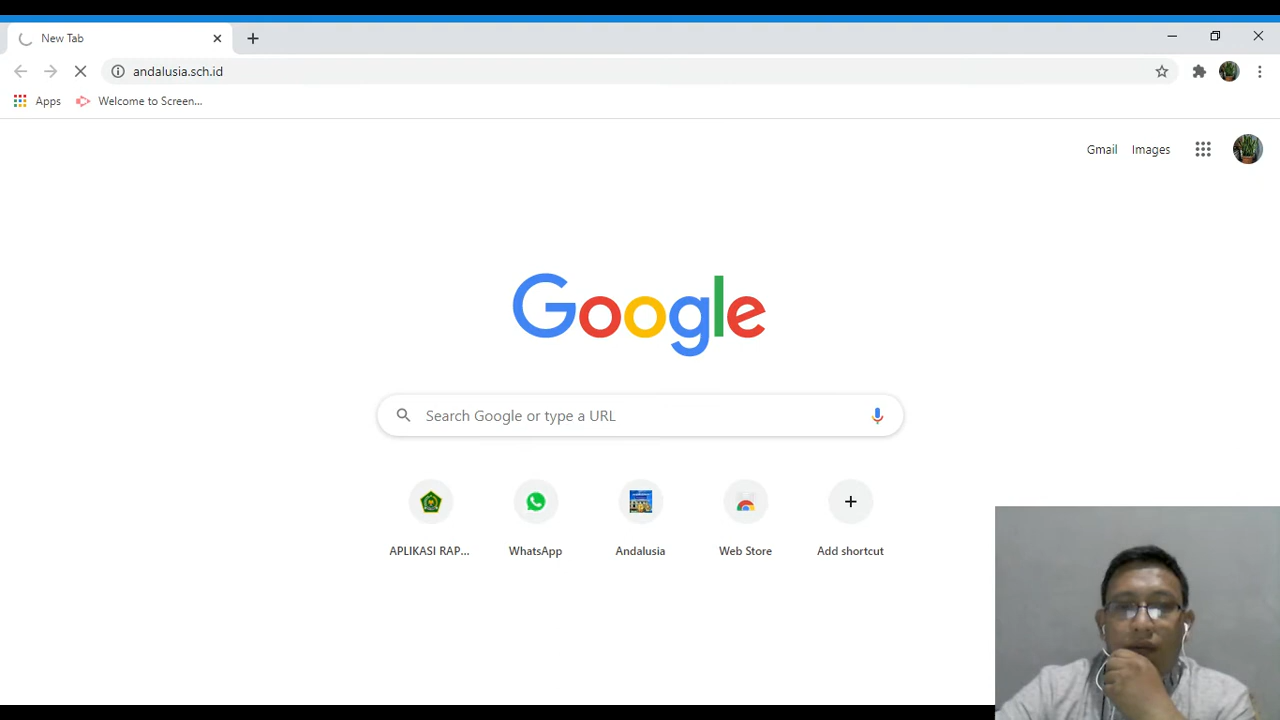 New Tab
andalusia.sch.id
Apps Welcome to Screen...
Gmail Images
Google
Search Google or type a URL
APLIKASI RAP... WhatsApp Andalusia Web Store Add shortcut